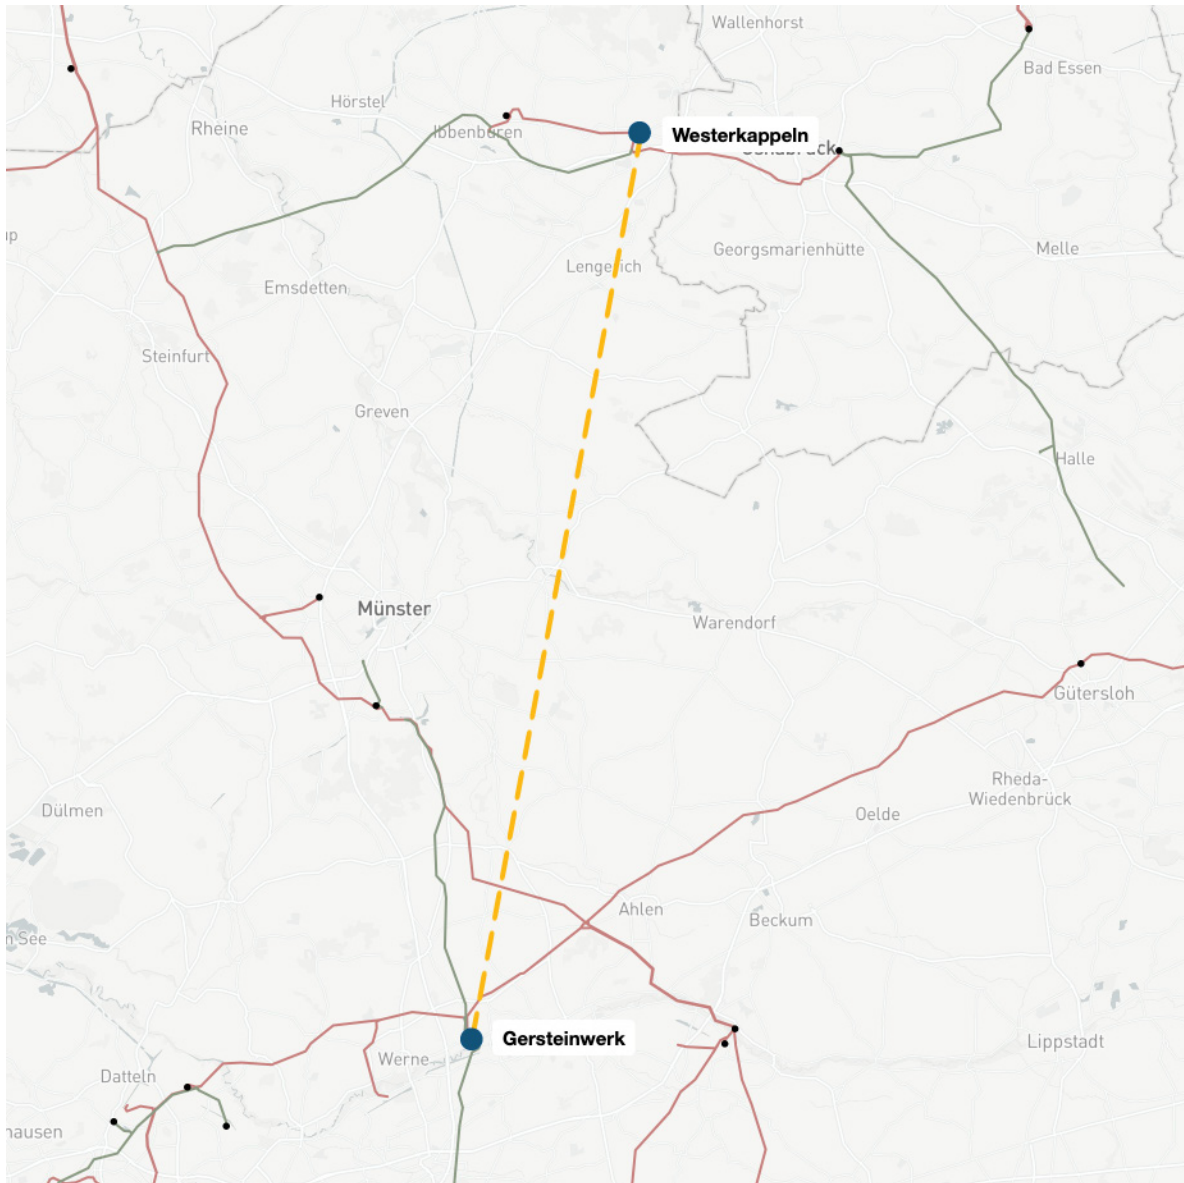 Wallenhorst
Bad Essen
Hörstel
Rheine
Ibbenbüren
Westerkappeln
Georgsmarienhütte
Melle
Lengerich
Emsdetten
Steinfurt
Greven
Halle
Münster
Warendorf
Gütersloh
Rheda-
Wiedenbrück
Dülmen
Oelde
Ahlen
Beckum
Gersteinwerk
Lippstadt
Werne
Datteln